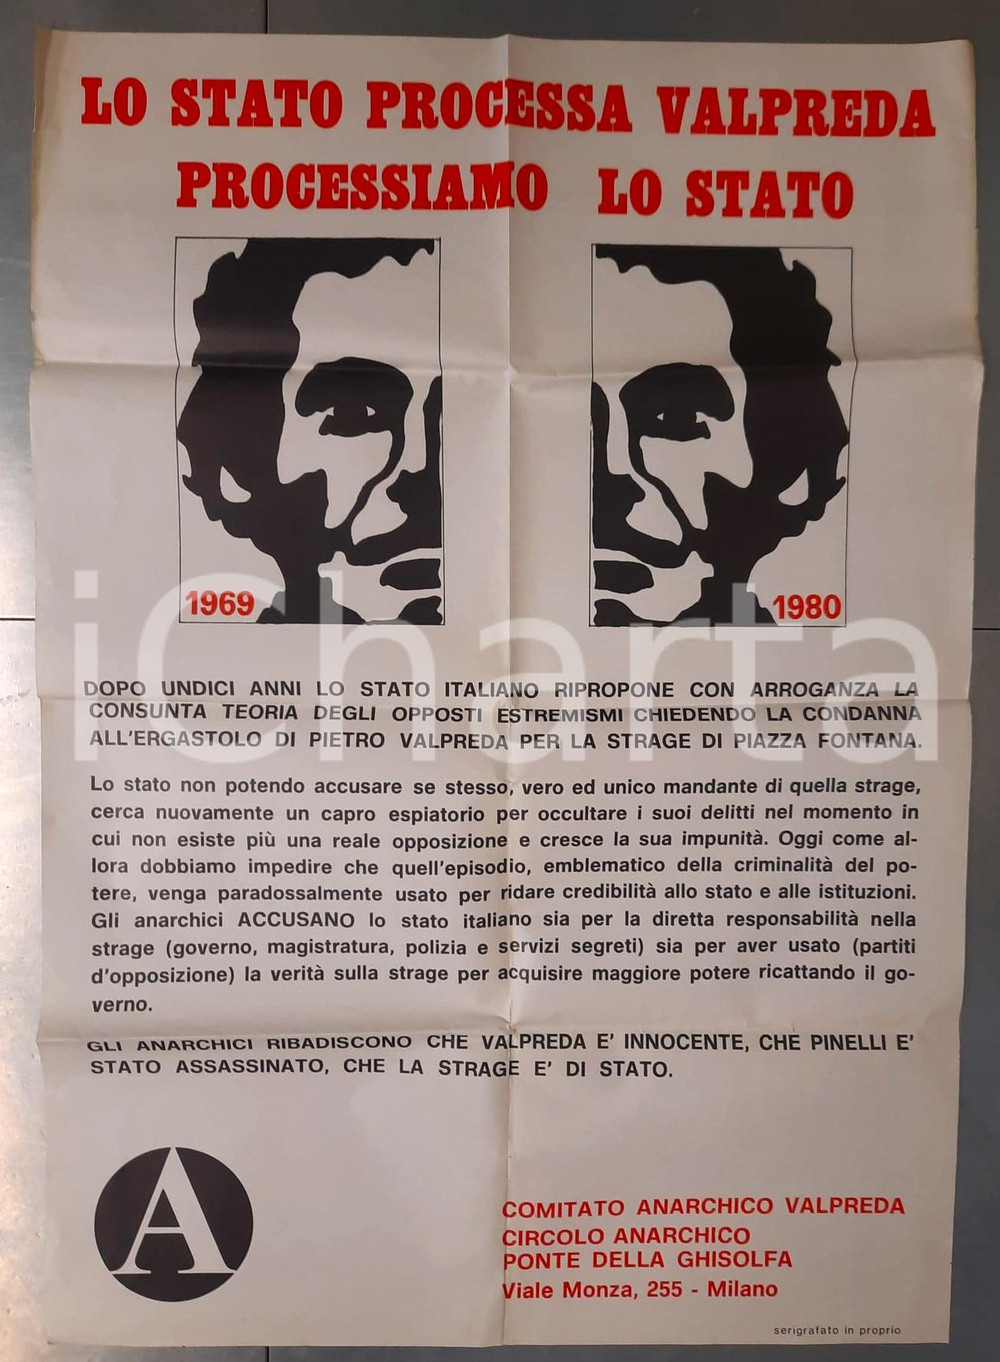 LO STATO PROCESSA VALPREDA
PROCESSIAMO LO STATO
1969
1980
iCharta
DOPO UNDICI ANNI LO STATO ITALIANO RIPROPONE CON ARROGANZA LA
CONSUNTA TEORIA DEGLI OPPOSTI ESTREMISMI CHIEDENDO LA CONDANNA
ALL'ERGASTOLO DI PIETRO VALPREDA PER LA STRAGE DI PIAZZA FONTANA.
Lo stato non potendo accusare se stesso, vero ed unico mandante di quella strage,
cerca nuovamente un capro espiatorio per occultare i suoi delitti nel momento in
cui non esiste più una reale opposizione e cresce la sua impunità. Oggi come al-
lora dobbiamo impedire che quell'episodio, emblematico della criminalità del po-
tere, venga paradossalmente usato per ridare credibilità allo stato e alle istituzioni.
Gli anarchici ACCUSANO lo stato italiano sia per la diretta responsabilità nella
strage (governo, magistratura, polizia e servizi segreti) sia per aver usato (partiti
d'opposizione) la verità sulla strage per acquisire maggiore potere ricattando il go-
verno.
GLI ANARCHICI RIBADISCONO CHE VALPREDA E' INNOCENTE, CHE PINELLI E'
STATO ASSASSINATO, CHE LA STRAGE E' DI STATO.
A
COMITATO ANARCHICO VALPREDA
CIRCOLO ANARCHICO
PONTE DELLA GHISOLFA
Viale Monza, 255 - Milano
serigrafato in proprio